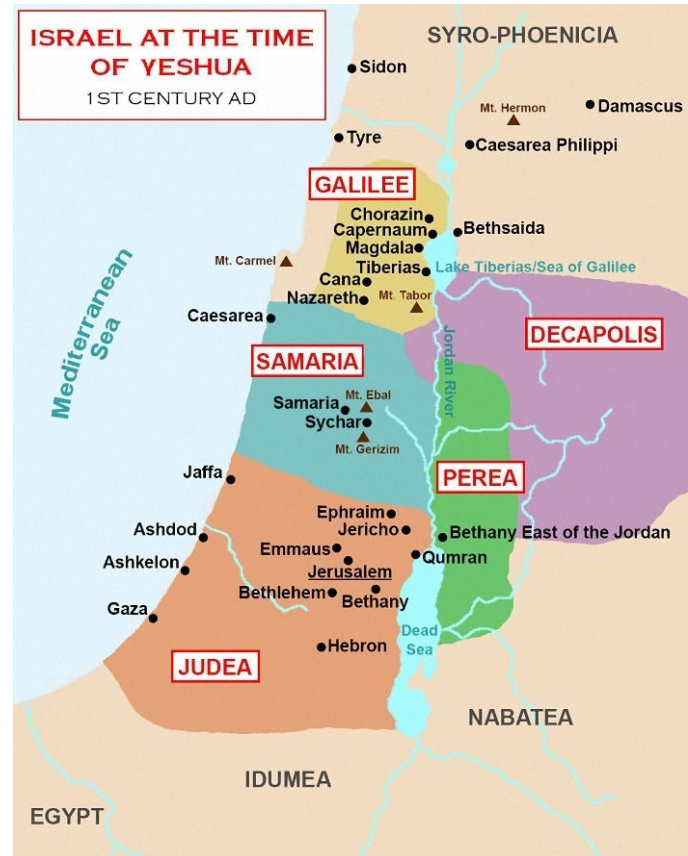 ISRAEL AT THE TIME
OF YESHUA
1ST CENTURY AD
SYRO-PHOENICIA
Sidon
Mt. Hermon
Damascus
Tyre
Caesarea Philippi
GALILEE
Chorazin
Capernaum
Bethsaida
Magdala
Mt. Carmel
Tiberias
Lake Tiberias/Sea of Galilee
Cana
Nazareth
Mt. Tabor
Mediterranean
Sea
Caesarea
DECAPOLIS
Jordan River
SAMARIA
Mt. Ebal
Samaria
Sychar
Mt. Gerizim
Jaffa
PEREA
Ephraim
Jericho
Ashdod
Bethany East of the Jordan
Emmaus
Qumran
Ashkelon
Jerusalem
Bethlehem
Bethany
Gaza
Dead
Sea
Hebron
JUDEA
NABATEA
IDUMEA
EGYPT